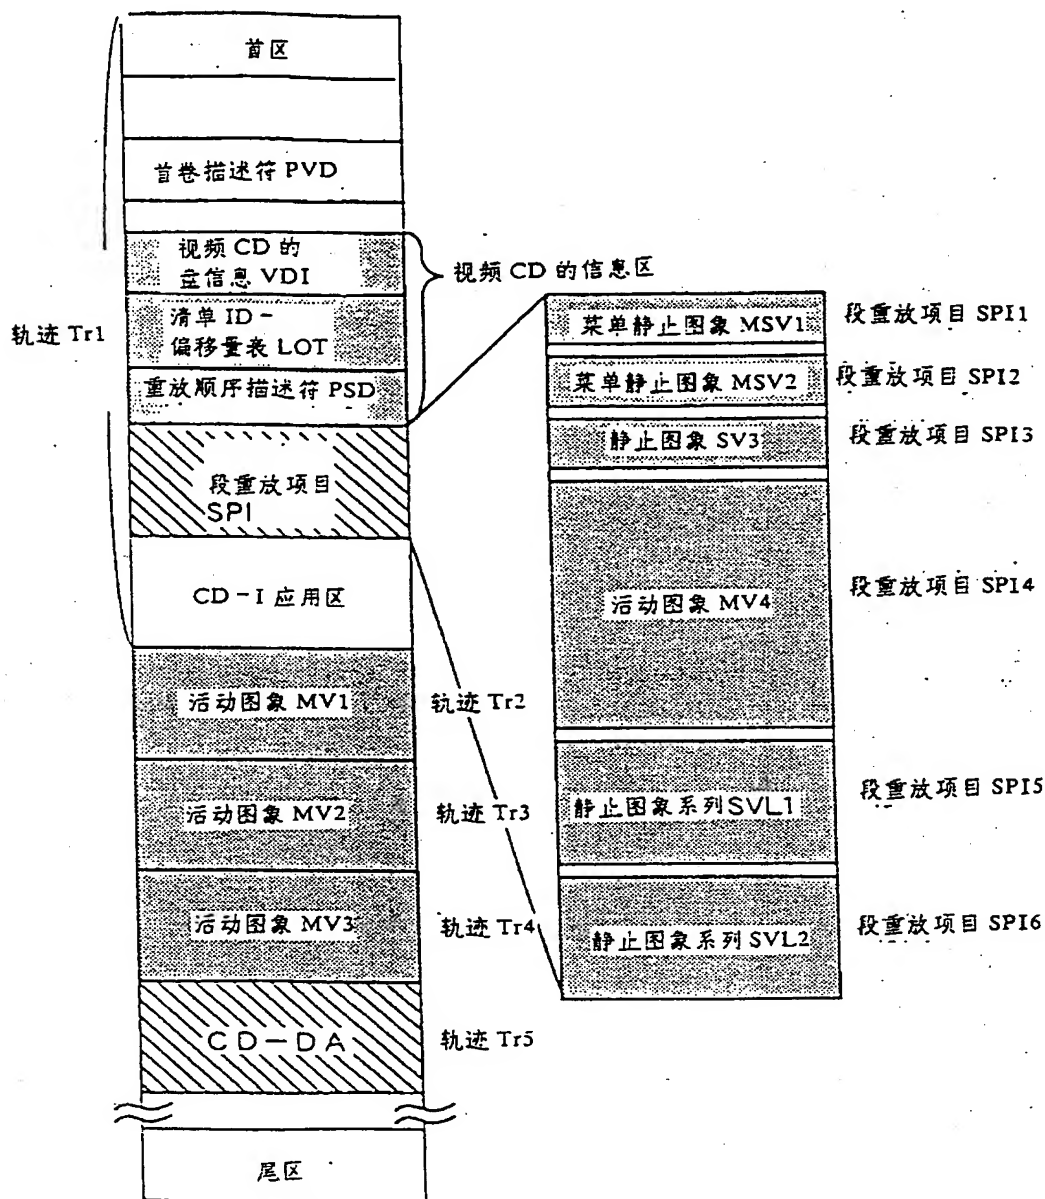 首区
首卷描述符 PVD
视频 CD 的
盘信息 VDI
清单 ID -
偏移量表 LOT
重放顺序描述符 PSD
视频 CD 的信息区
轨迹 Tr1
段重放项目
SPI
CD-I 应用区
活动图象 MV1
轨迹 Tr2
活动图象 MV2
轨迹 Tr3
活动图象 MV3
轨迹 Tr4
CD-DA
轨迹 Tr5
尾区
菜单静止图象 MSV1
段重放项目 SPI1
菜单静止图象 MSV2
段重放项目 SPI2
静止图象 SV3
段重放项目 SPI3
活动图象 MV4
段重放项目 SPI4
静止图象系列 SVL1
段重放项目 SPI5
静止图象系列 SVL2
段重放项目 SPI6